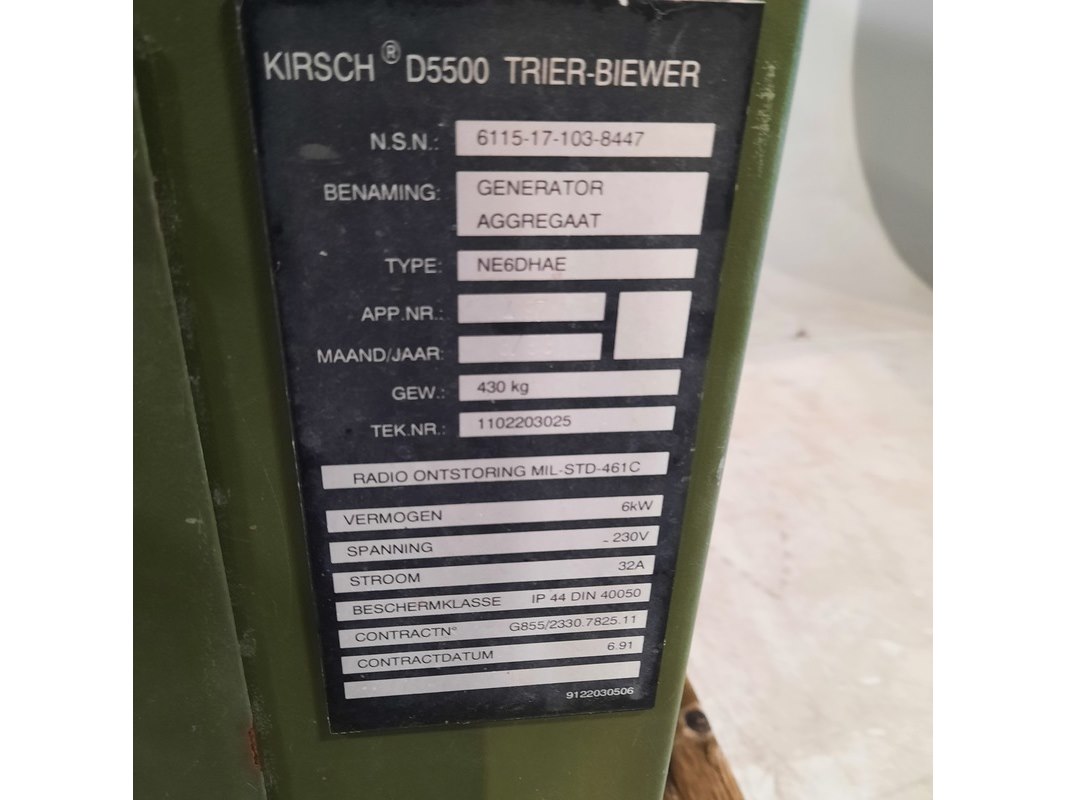 KIRSCH® D5500 TRIER-BIEWER
N.S.N.: 6115-17-103-8447
BENAMING: GENERATOR
AGGREGAAT
TYPE: NE6DHAE
APP.NR.:
MAAND/JAAR:
GEW.: 430 kg
TEK.NR.: 1102203025
RADIO ONTSTORING MIL-STD-461C
VERMOGEN 6kW
SPANNING ~ 230V
STROOM 32A
BESCHERMKLASSE IP 44 DIN 40050
CONTRACTN° G855/2330.7825.11
CONTRACTDATUM 6.91
9122030506